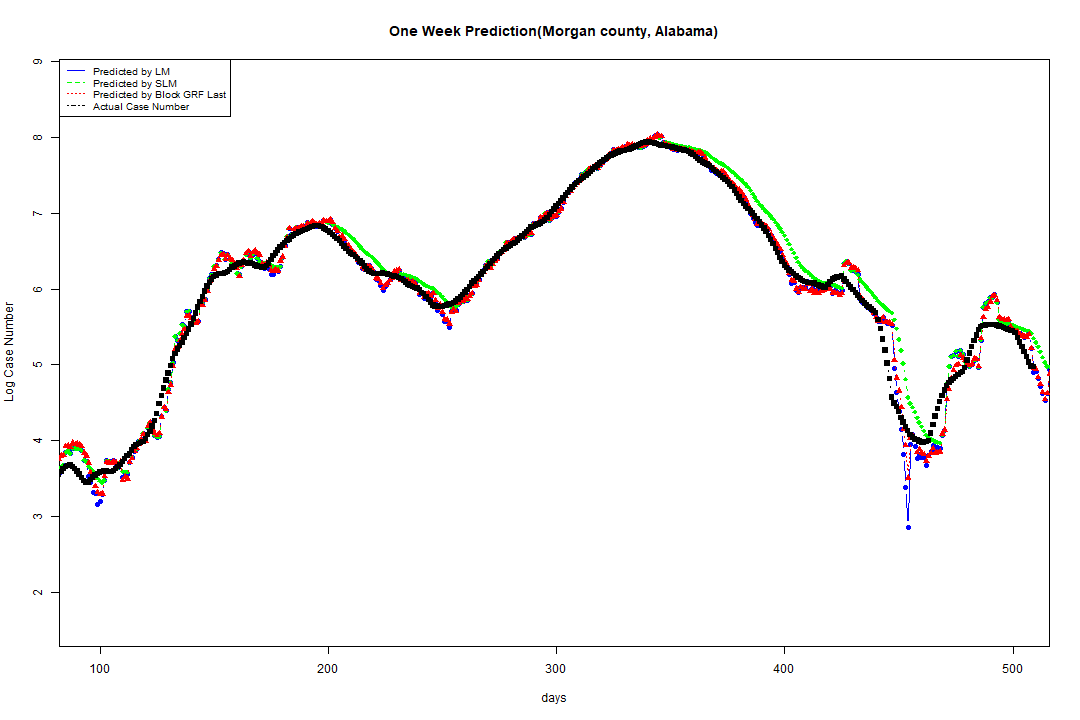 One Week Prediction(Morgan county, Alabama)
Predicted by LM
Predicted by SLM
Predicted by Block GRF Last
Actual Case Number
9
8
7
6
5
4
3
2
Log Case Number
100 200 300 400 500
days